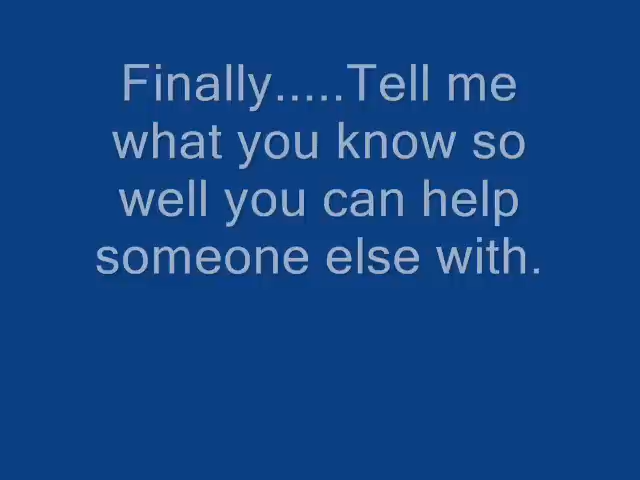 Finally.....Tell me
what you know so
well you can help
someone else with.